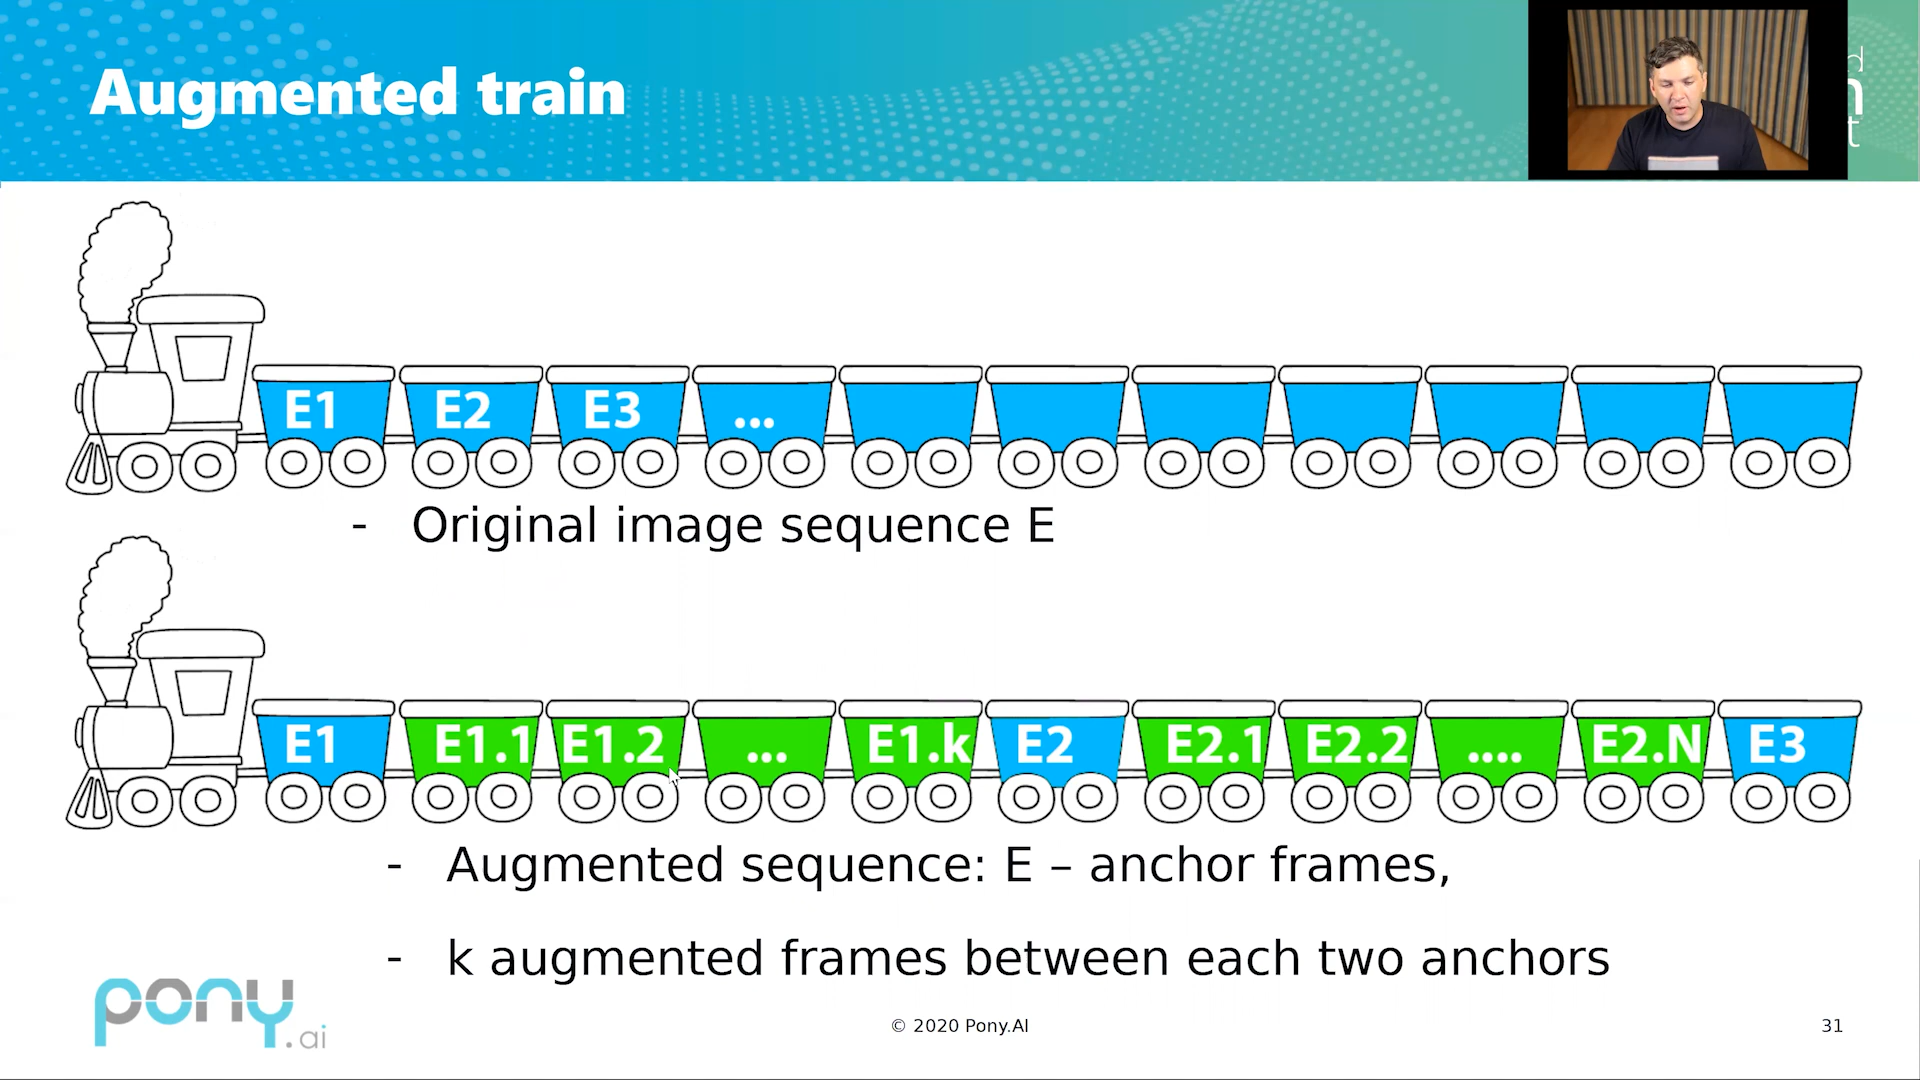 Augmented train
E1 E2 E3 ...
- Original image sequence E
E1 E1.1 E1.2 ... E1.k E2 E2.1 E2.2 .... E2.N E3
- Augmented sequence: E – anchor frames,
- k augmented frames between each two anchors
pony.ai
© 2020 Pony.AI
31